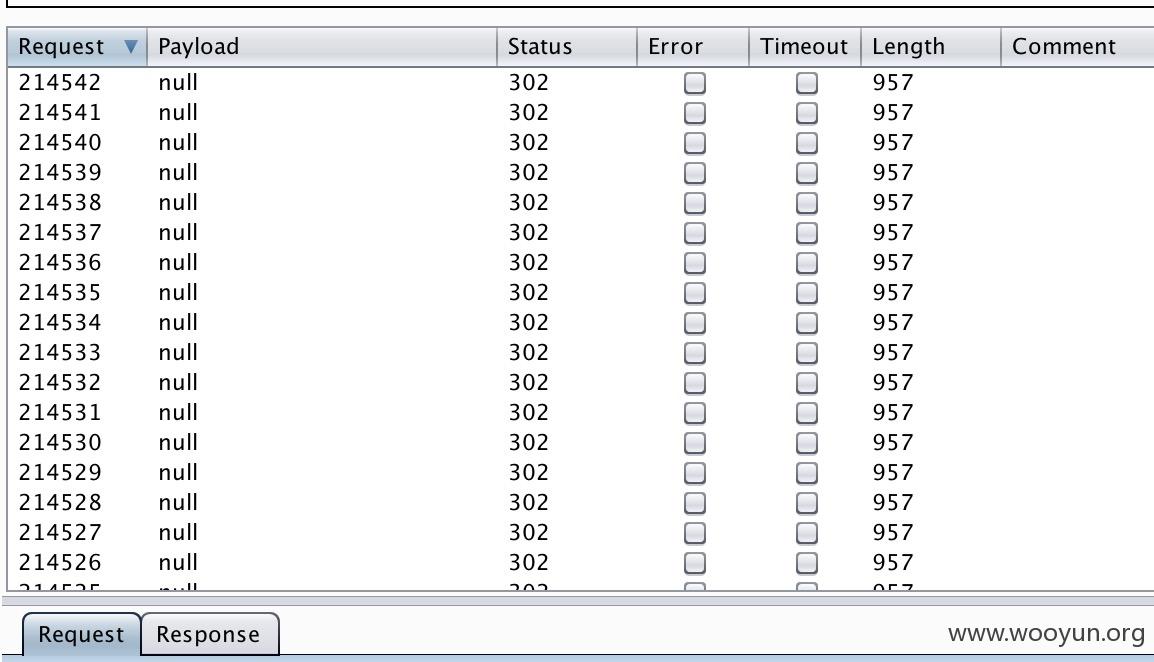 Request Payload Status Error Timeout Length Comment
214542 null 302 957
214541 null 302 957
214540 null 302 957
214539 null 302 957
214538 null 302 957
214537 null 302 957
214536 null 302 957
214535 null 302 957
214534 null 302 957
214533 null 302 957
214532 null 302 957
214531 null 302 957
214530 null 302 957
214529 null 302 957
214528 null 302 957
214527 null 302 957
214526 null 302 957
Request Response www.wooyun.org